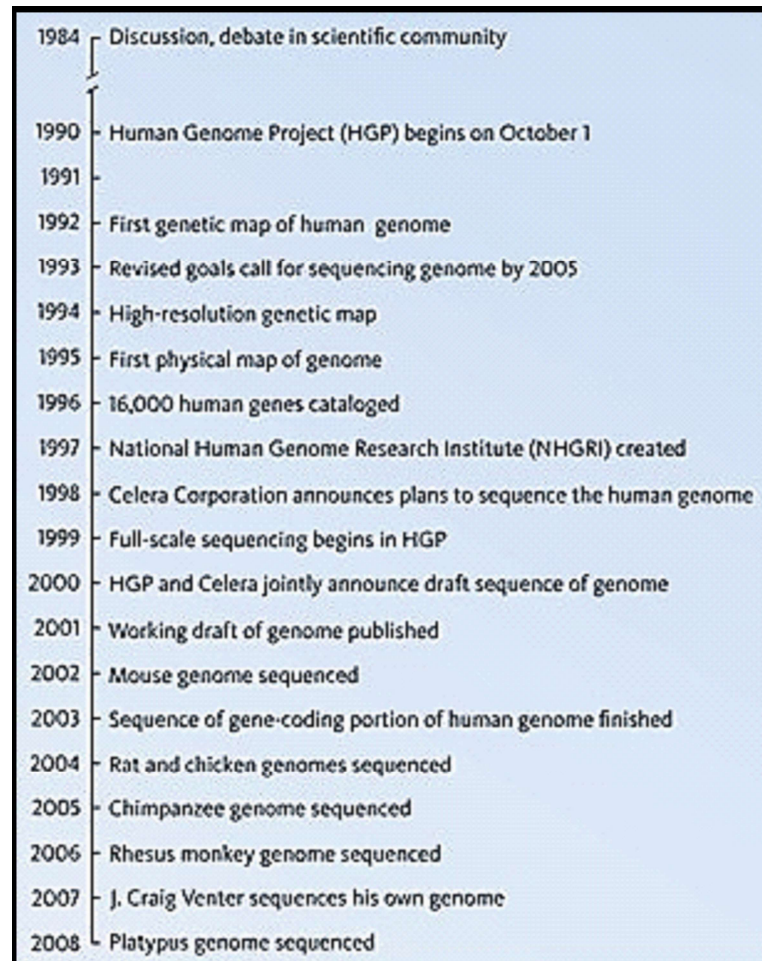 1984 Discussion, debate in scientific community
1990 Human Genome Project (HGP) begins on October 1
1991
1992 First genetic map of human genome
1993 Revised goals call for sequencing genome by 2005
1994 High-resolution genetic map
1995 First physical map of genome
1996 16,000 human genes cataloged
1997 National Human Genome Research Institute (NHGRI) created
1998 Celera Corporation announces plans to sequence the human genome
1999 Full-scale sequencing begins in HGP
2000 HGP and Celera jointly announce draft sequence of genome
2001 Working draft of genome published
2002 Mouse genome sequenced
2003 Sequence of gene-coding portion of human genome finished
2004 Rat and chicken genomes sequenced
2005 Chimpanzee genome sequenced
2006 Rhesus monkey genome sequenced
2007 J. Craig Venter sequences his own genome
2008 Platypus genome sequenced